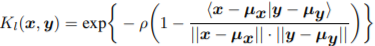 K_l(x, y) = exp{ − ρ(1 − ⟨x − μ_x|y − μ_y⟩ / (||x − μ_x|| · ||y − μ_y||)) }